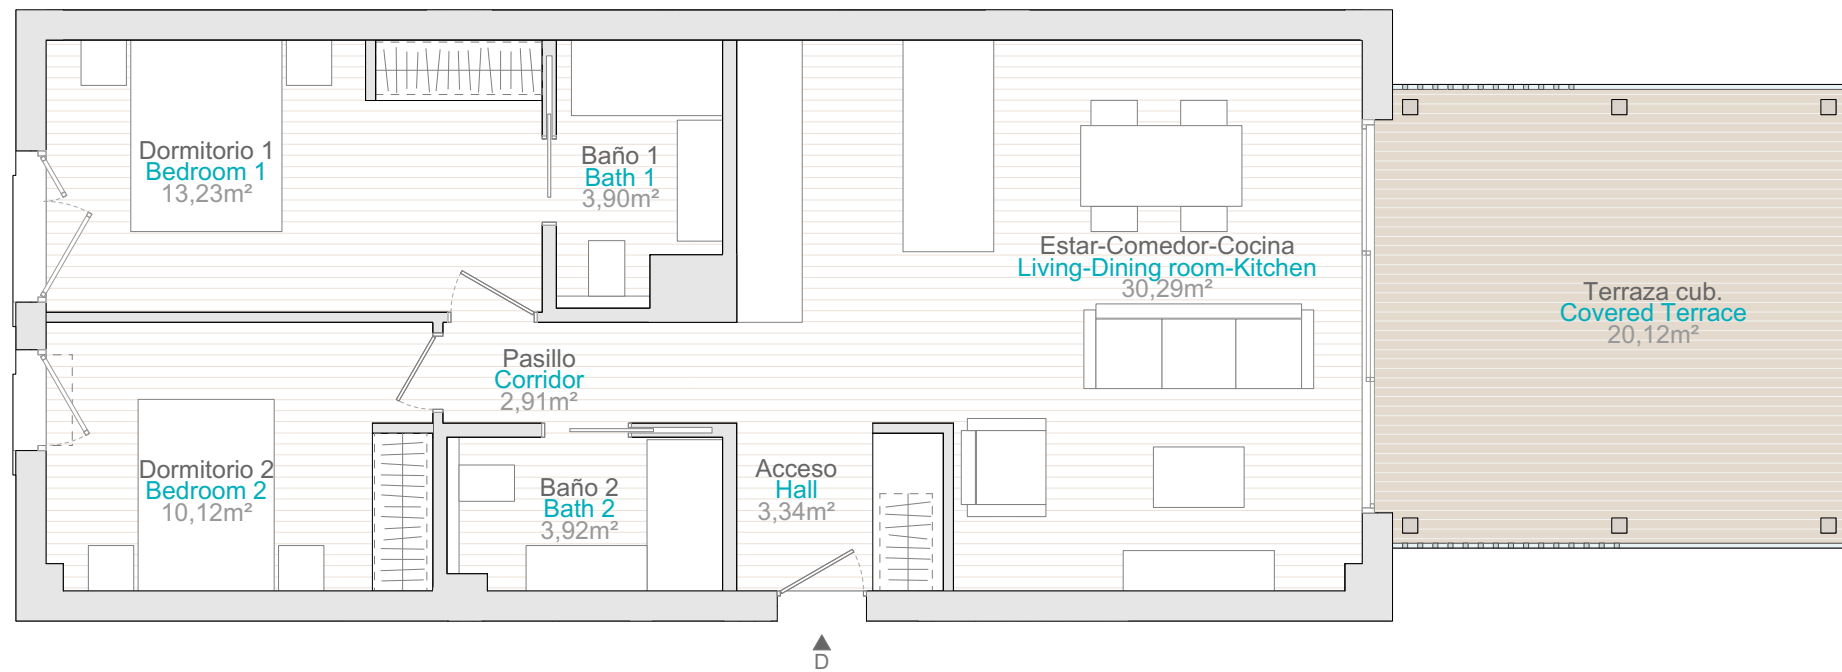 Dormitorio 1
Bedroom 1
13,23m²
Baño 1
Bath 1
3,90m²
Estar-Comedor-Cocina
Living-Dining room-Kitchen
30,29m²
Terraza cub.
Covered Terrace
20,12m²
Pasillo
Corridor
2,91m²
Dormitorio 2
Bedroom 2
10,12m²
Baño 2
Bath 2
3,92m²
Acceso
Hall
3,34m²
D